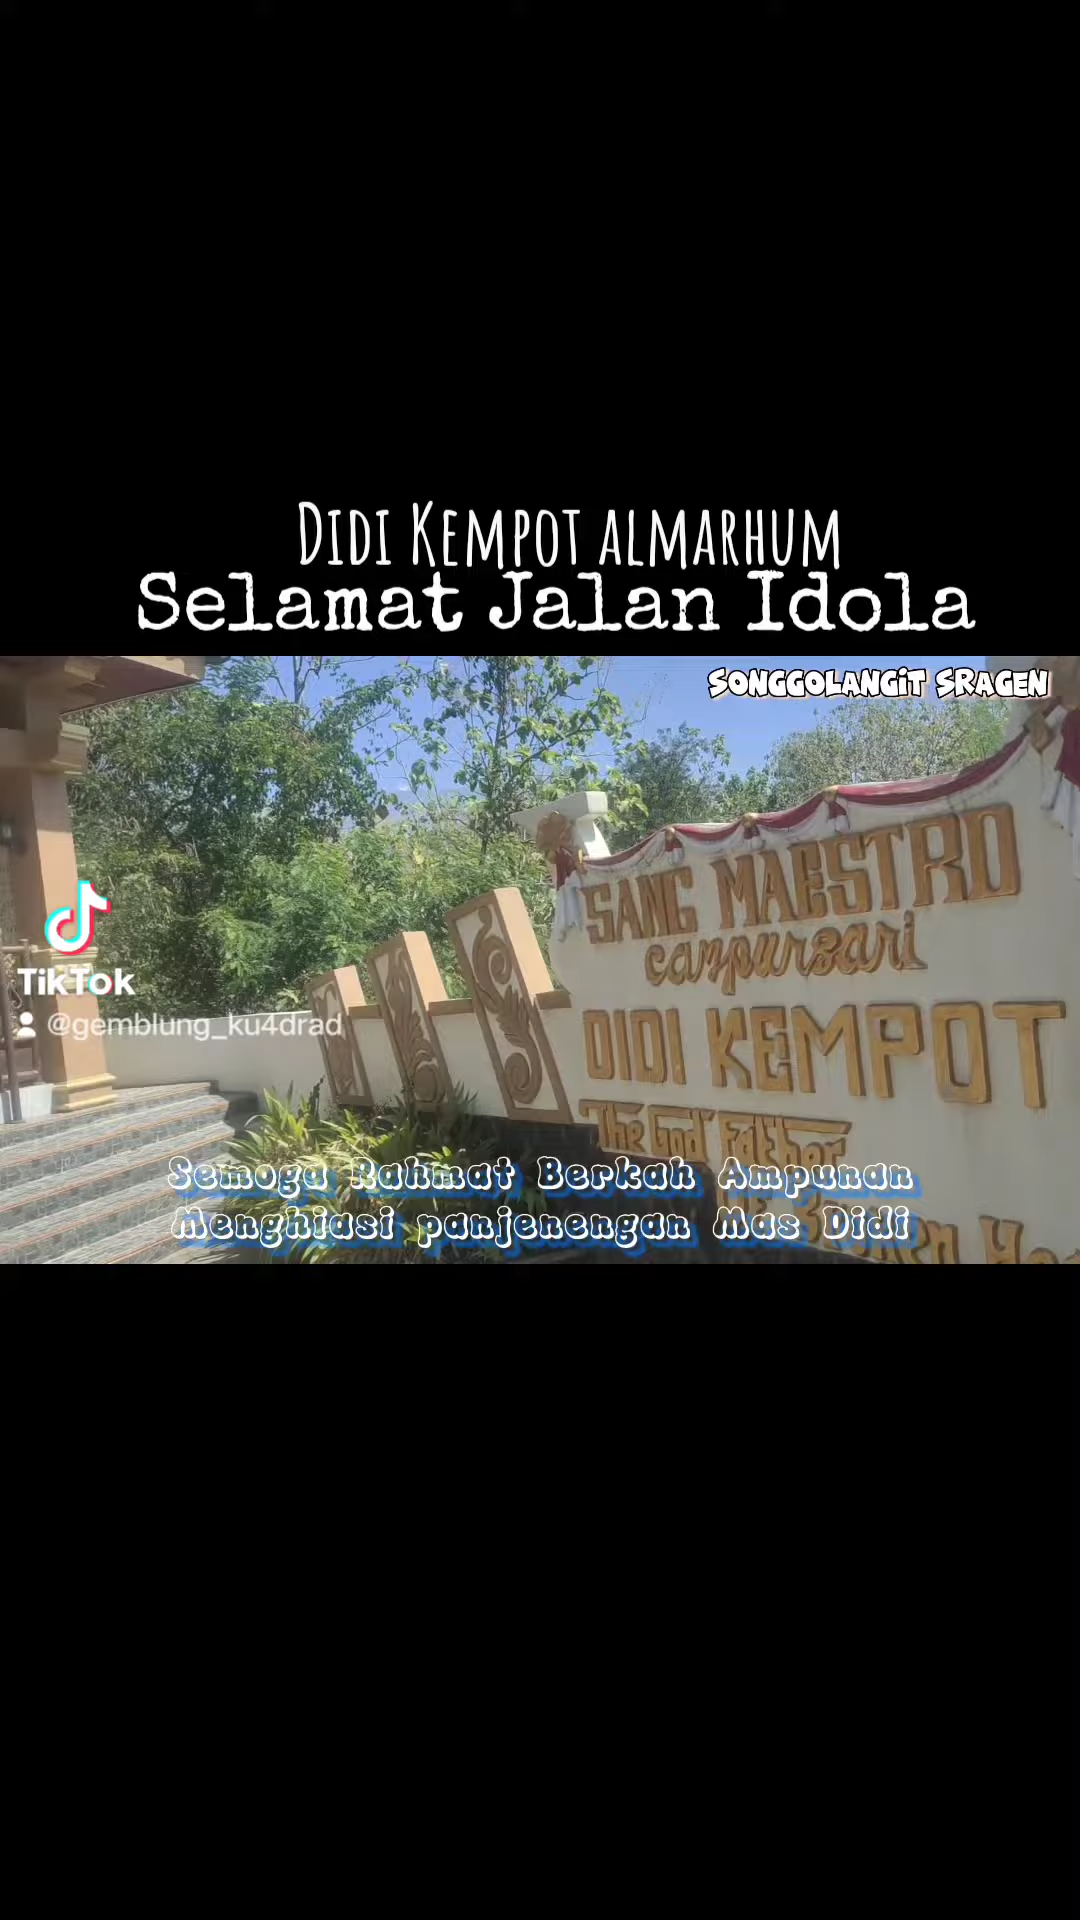 Didi Kempot almarhum
Selamat Jalan Idola
SONGGOLANGiT SRAGEN
SANG MAESTRO
campursari
DIDI KEMPOT
The God Father
Semoga Rahmat Berkah Ampunan
Menghiasi panjenengan Mas Didi
TikTok
@gemblung_ku4drad